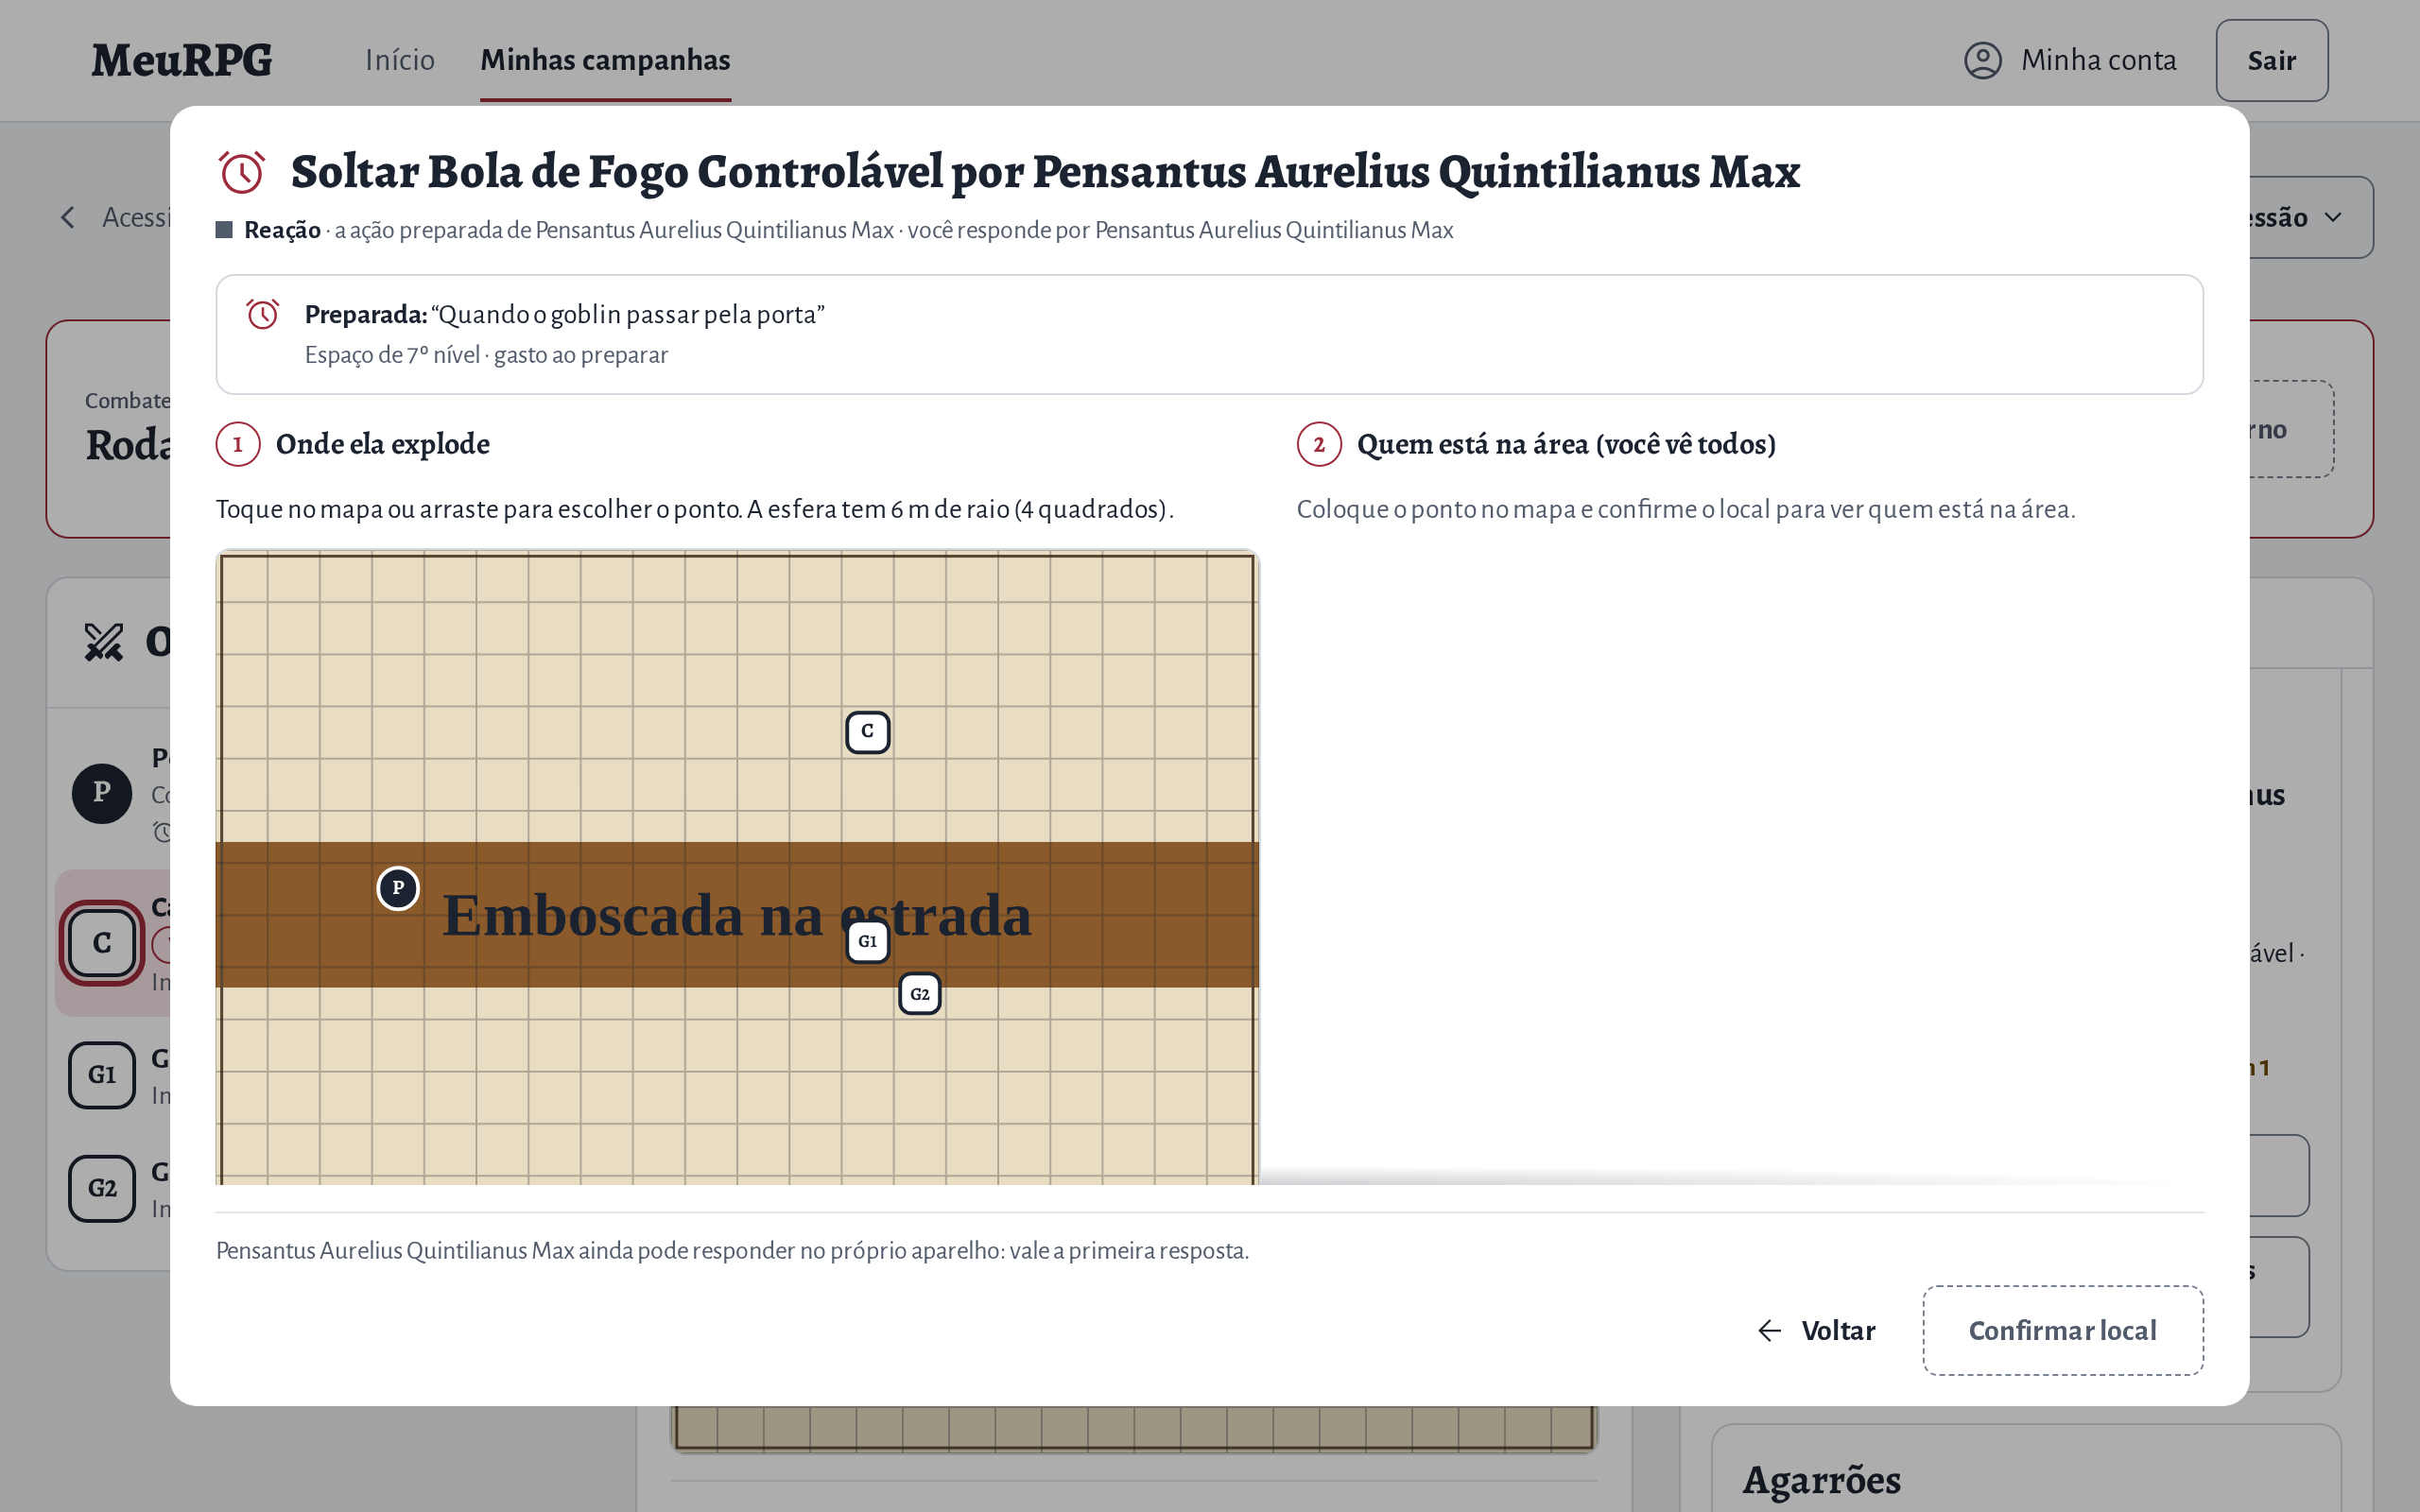 MeuRPG
Início
Minhas campanhas
Minha conta
Sair
Soltar Bola de Fogo Controlável por Pensantus Aurelius Quintilianus Max
Reação · a ação preparada de Pensantus Aurelius Quintilianus Max · você responde por Pensantus Aurelius Quintilianus Max
Preparada: “Quando o goblin passar pela porta”
Espaço de 7º nível · gasto ao preparar
1 Onde ela explode
Toque no mapa ou arraste para escolher o ponto. A esfera tem 6 m de raio (4 quadrados).
C
P
Emboscada na estrada
G1
G2
2 Quem está na área (você vê todos)
Coloque o ponto no mapa e confirme o local para ver quem está na área.
Pensantus Aurelius Quintilianus Max ainda pode responder no próprio aparelho: vale a primeira resposta.
Voltar
Confirmar local
Combate
P
C
G1
G2
Agarrões